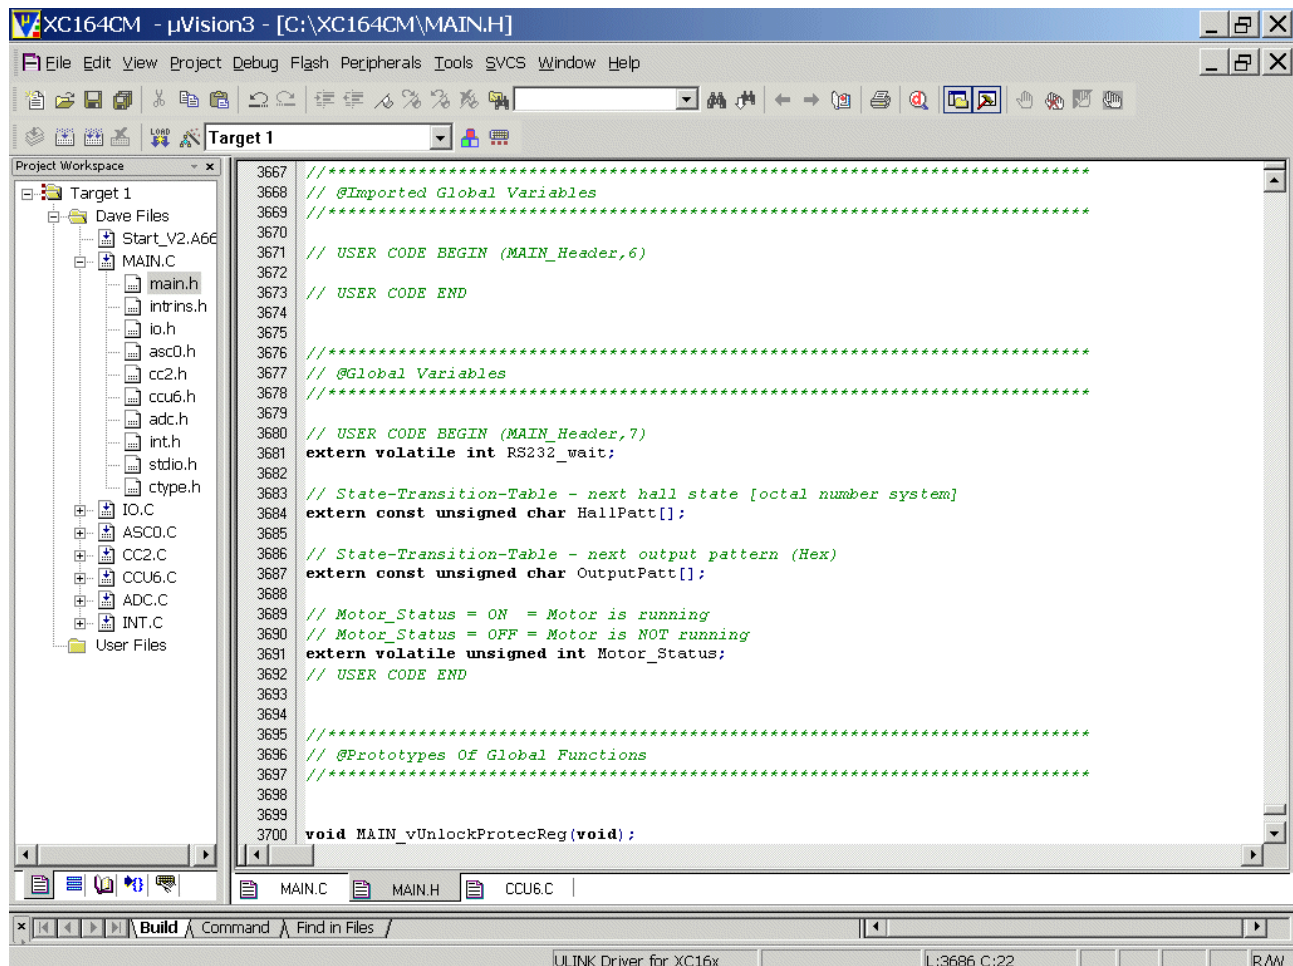 XC164CM - µVision3 - [C:\XC164CM\MAIN.H]
File Edit View Project Debug Flash Peripherals Tools SVCS Window Help
LOAD Target 1
Project Workspace
Target 1
Dave Files
Start_V2.A66
MAIN.C
main.h
intrins.h
io.h
asc0.h
cc2.h
ccu6.h
adc.h
int.h
stdio.h
ctype.h
IO.C
ASC0.C
CC2.C
CCU6.C
ADC.C
INT.C
User Files
3667 //****************************************************************************
3668 // @Imported Global Variables
3669 //****************************************************************************
3670
3671 // USER CODE BEGIN (MAIN_Header,6)
3672
3673 // USER CODE END
3674
3675
3676 //****************************************************************************
3677 // @Global Variables
3678 //****************************************************************************
3679
3680 // USER CODE BEGIN (MAIN_Header,7)
3681 extern volatile int RS232_wait;
3682
3683 // State-Transition-Table - next hall state [octal number system]
3684 extern const unsigned char HallPatt[];
3685
3686 // State-Transition-Table - next output pattern (Hex)
3687 extern const unsigned char OutputPatt[];
3688
3689 // Motor_Status = ON  = Motor is running
3690 // Motor_Status = OFF = Motor is NOT running
3691 extern volatile unsigned int Motor_Status;
3692 // USER CODE END
3693
3694
3695 //****************************************************************************
3696 // @Prototypes Of Global Functions
3697 //****************************************************************************
3698
3699
3700 void MAIN_vUnlockProtecReg(void);
MAIN.C MAIN.H CCU6.C
Build Command Find in Files
ULINK Driver for XC16x L:3686 C:22 R/W